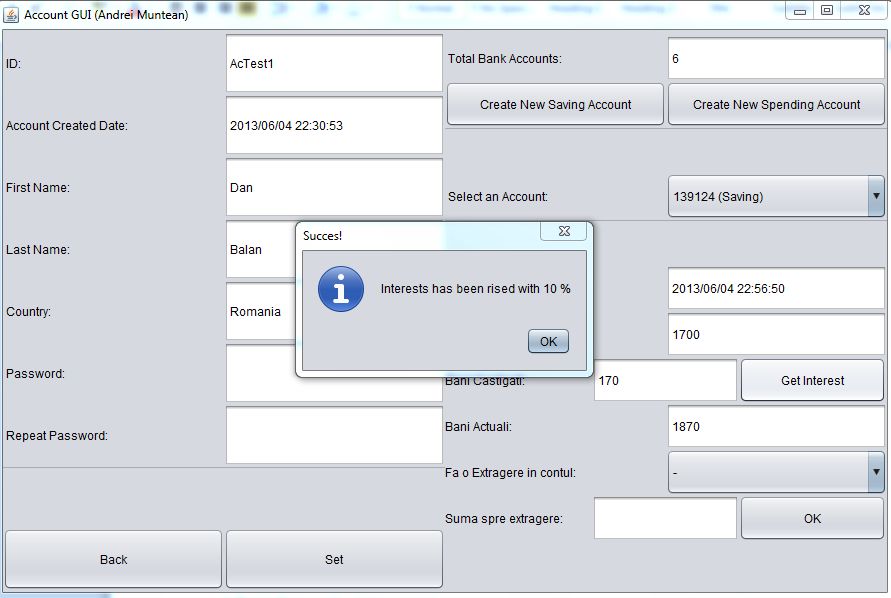 Account GUI (Andrei Muntean)
ID:
AcTest1
Account Created Date:
2013/06/04 22:30:53
First Name:
Dan
Last Name:
Balan
Country:
Romania
Password:
Repeat Password:
Back
Set
Total Bank Accounts:
6
Create New Saving Account
Create New Spending Account
Select an Account:
139124 (Saving)
Succes!
Interests has been rised with 10 %
OK
2013/06/04 22:56:50
1700
Bani Castigati:
170
Get Interest
Bani Actuali:
1870
Fa o Extragere in contul:
-
Suma spre extragere:
OK